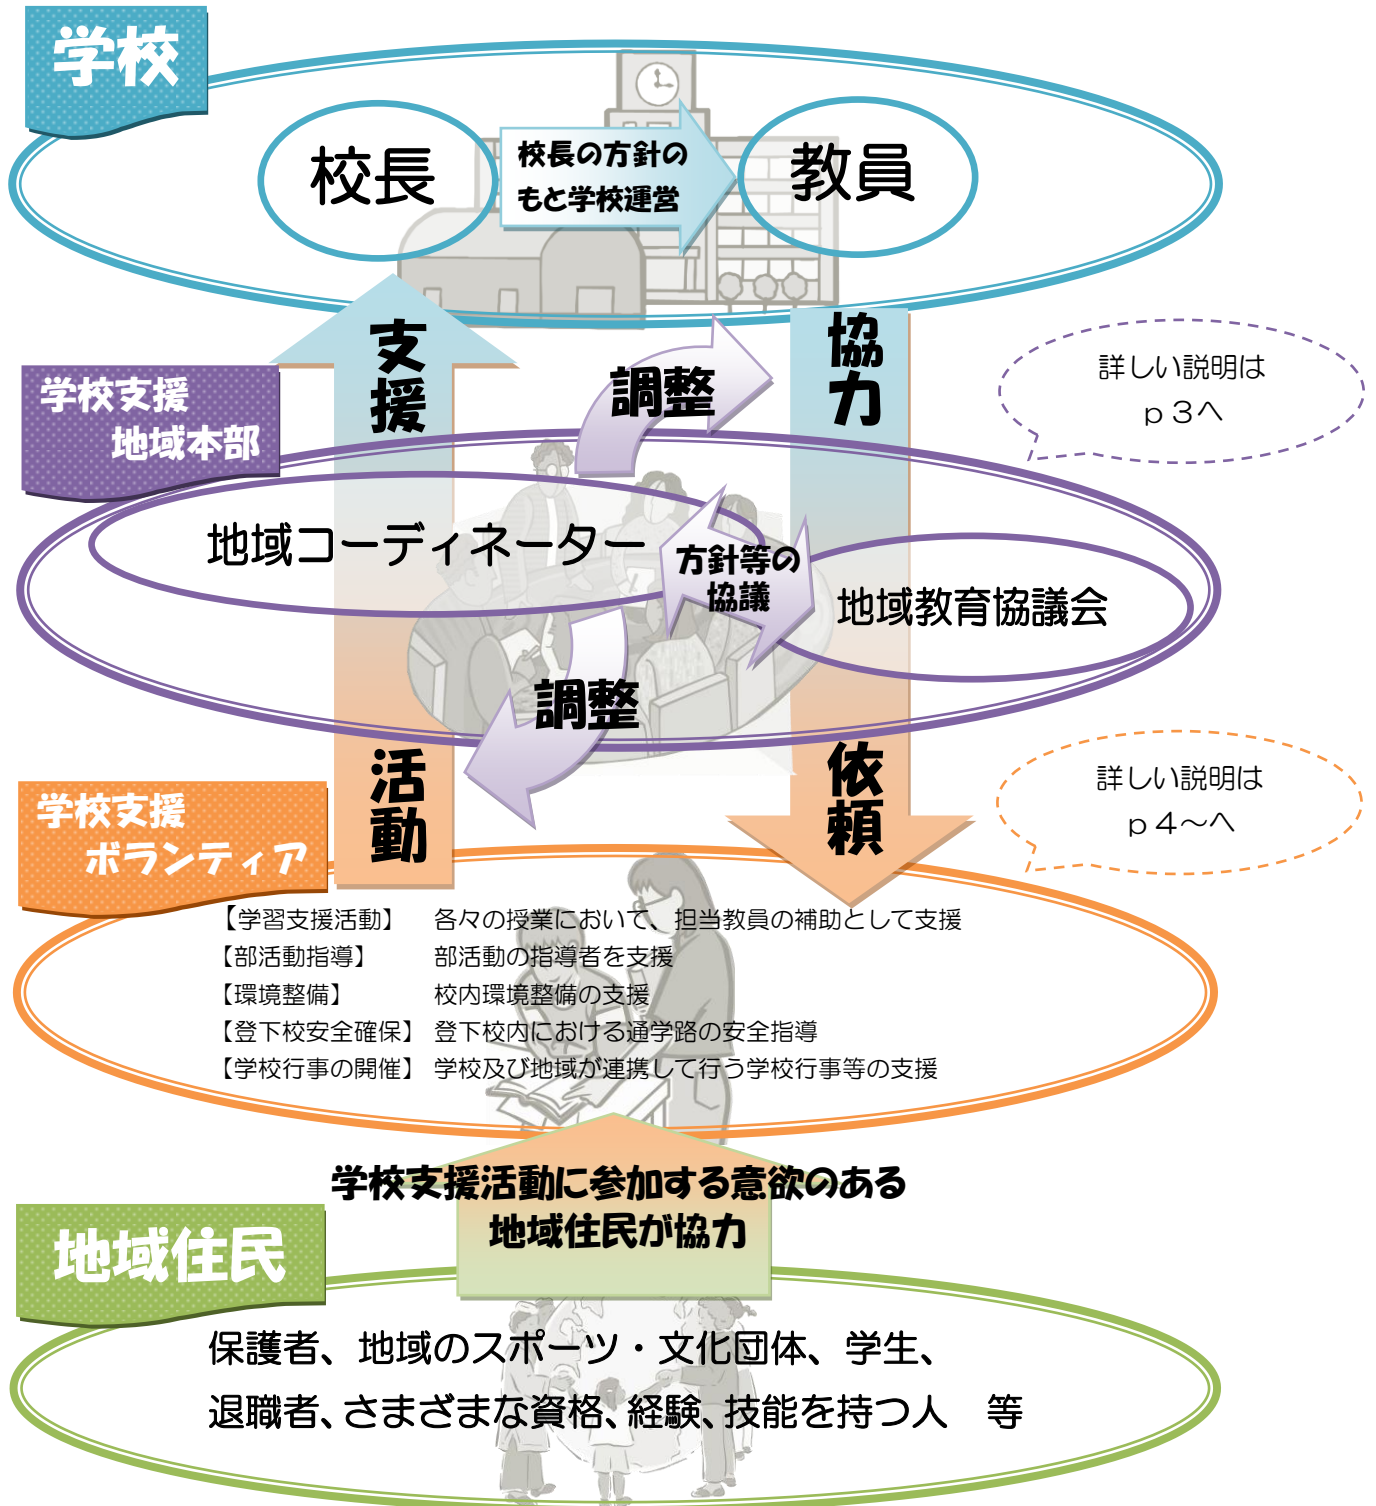 学校
校長
校長の方針の
もと学校運営
教員
支援
調整
協力
詳しい説明は
p3へ
学校支援
地域本部
地域コーディネーター
方針等の
協議
地域教育協議会
調整
活動
依頼
詳しい説明は
p4~へ
学校支援
ボランティア
【学習支援活動】 各々の授業において、担当教員の補助として支援
【部活動指導】 部活動の指導者を支援
【環境整備】 校内環境整備の支援
【登下校安全確保】 登下校内における通学路の安全指導
【学校行事の開催】 学校及び地域が連携して行う学校行事等の支援
学校支援活動に参加する意欲のある
地域住民が協力
地域住民
保護者、地域のスポーツ・文化団体、学生、
退職者、さまざまな資格、経験、技能を持つ人 等